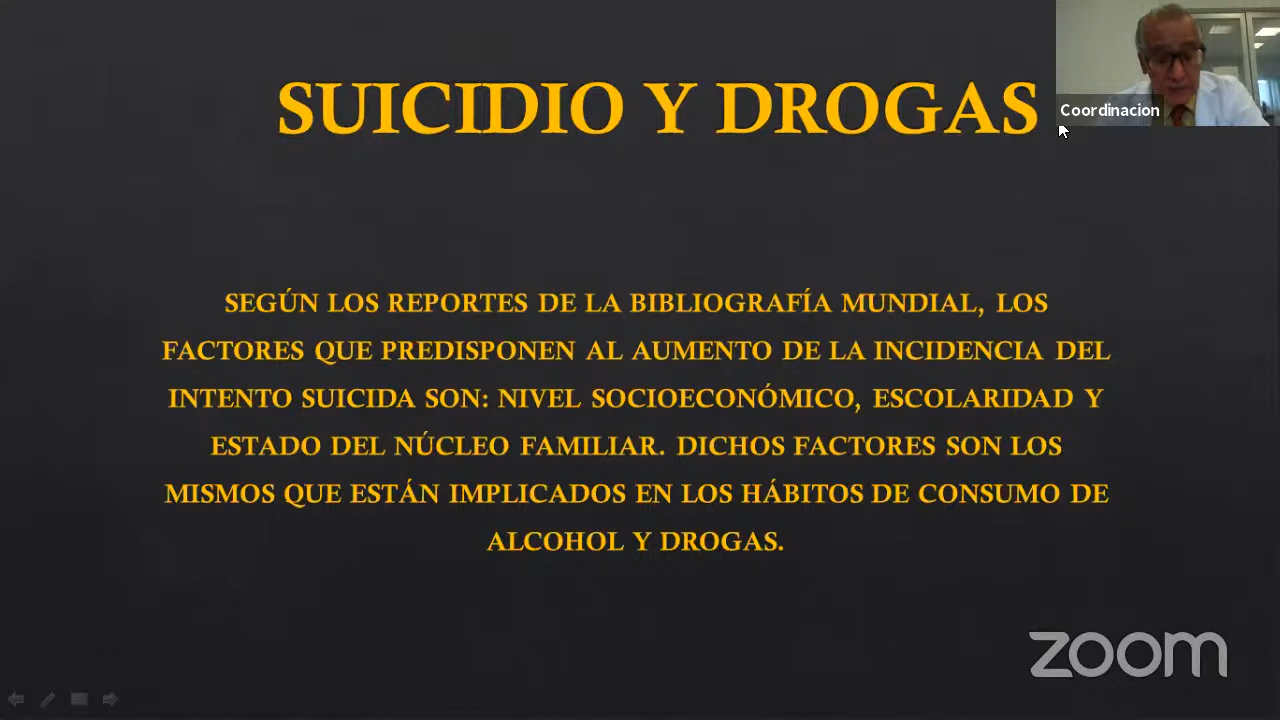 SUICIDIO Y DROGAS
Coordinacion
SEGÚN LOS REPORTES DE LA BIBLIOGRAFÍA MUNDIAL, LOS
FACTORES QUE PREDISPONEN AL AUMENTO DE LA INCIDENCIA DEL
INTENTO SUICIDA SON: NIVEL SOCIOECONÓMICO, ESCOLARIDAD Y
ESTADO DEL NÚCLEO FAMILIAR. DICHOS FACTORES SON LOS
MISMOS QUE ESTÁN IMPLICADOS EN LOS HÁBITOS DE CONSUMO DE
ALCOHOL Y DROGAS.
zoom